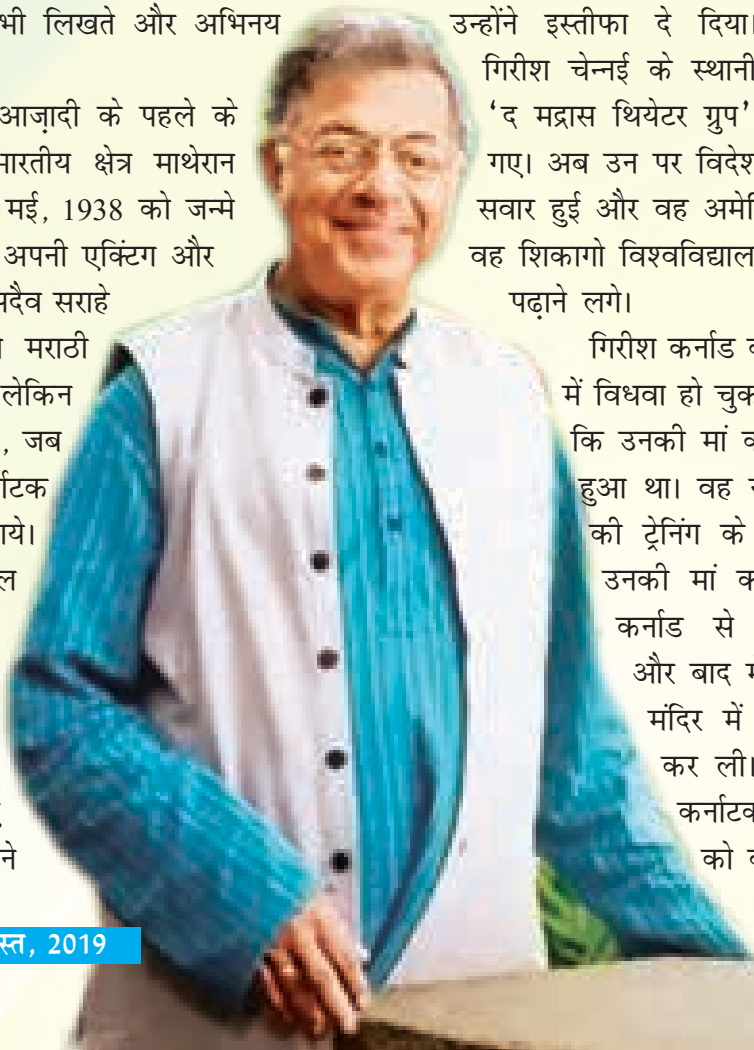 भी लिखते और अभिनय
आज़ादी के पहले के
भारतीय क्षेत्र माथेरान
मई, 1938 को जन्मे
अपनी एक्टिंग और
सदैव सराहे
मराठी
लेकिन
, जब
र्नाटक
गये।
ल
ने
स्त, 2019
उन्होंने इस्तीफा दे दिया।
गिरीश चेन्नई के स्थानी
‘द मद्रास थियेटर ग्रुप’
गए। अब उन पर विदेश
सवार हुई और वह अमेरि
वह शिकागो विश्वविद्याल
पढ़ाने लगे।
गिरीश कर्नाड व
में विधवा हो चुक
कि उनकी मां व
हुआ था। वह
की ट्रेनिंग के
उनकी मां क
कर्नाड से
और बाद म
मंदिर में
कर ली।
कर्नाटक
को व